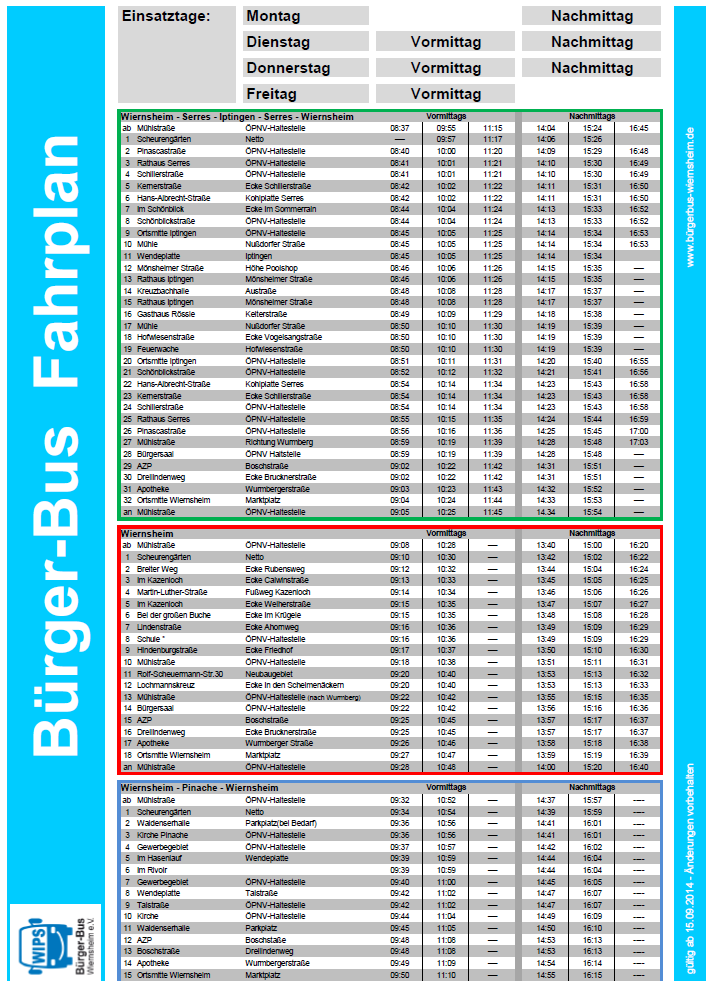 Einsatztage: Montag Nachmittag
Dienstag Vormittag Nachmittag
Donnerstag Vormittag Nachmittag
Freitag Vormittag
Bürger-Bus Fahrplan
Wiernsheim - Serres - Iptingen - Serres - Wiernsheim Vormittags Nachmittags
ab Mühlstraße ÖPNV-Haltestelle 08:37 09:55 11:15 14:04 15:24 16:45
1 Scheurengärten Netto ---- 09:57 11:17 14:06 15:26
2 Pinascastraße ÖPNV-Haltestelle 08:40 10:00 11:20 14:09 15:29 16:48
3 Rathaus Serres ÖPNV-Haltestelle 08:41 10:01 11:21 14:10 15:30 16:49
4 Schillerstraße ÖPNV-Haltestelle 08:41 10:01 11:21 14:10 15:30 16:49
5 Kernerstraße Ecke Schillerstraße 08:42 10:02 11:22 14:11 15:31 16:50
6 Hans-Albrecht-Straße Kohlplatte Serres 08:42 10:02 11:22 14:11 15:31 16:50
7 Im Schönblick Ecke Im Sommerrain 08:44 10:04 11:24 14:13 15:33 16:52
8 Schönblickstraße ÖPNV-Haltestelle 08:44 10:04 11:24 14:13 15:33 16:52
9 Ortsmitte Iptingen ÖPNV-Haltestelle 08:45 10:05 11:25 14:14 15:34 16:53
10 Mühle Nußdorfer Straße 08:45 10:05 11:25 14:14 15:34 16:53
11 Wendeplatte Iptingen 08:45 10:05 11:25 14:14 15:34 ----
12 Mönsheimer Straße Höhe Poolshop 08:46 10:06 11:26 14:15 15:35 ----
13 Rathaus Iptingen Mönsheimer Straße 08:46 10:06 11:26 14:15 15:35 ----
14 Kreuzbachhalle Austraße 08:48 10:08 11:28 14:17 15:37 ----
15 Rathaus Iptingen Mönsheimer Straße 08:48 10:08 11:28 14:17 15:37 ----
16 Gasthaus Rössle Kelterstraße 08:49 10:09 11:29 14:18 15:38 ----
17 Mühle Nußdorfer Straße 08:50 10:10 11:30 14:19 15:39 ----
18 Hofwiesenstraße Ecke Vogelsangstraße 08:50 10:10 11:30 14:19 15:39 ----
19 Feuerwache Hofwiesenstraße 08:50 10:10 11:30 14:19 15:39 ----
20 Ortsmitte Iptingen ÖPNV-Haltestelle 08:51 10:11 11:31 14:20 15:40 16:55
21 Schönblickstraße ÖPNV-Haltestelle 08:52 10:12 11:32 14:21 15:41 16:56
22 Hans-Albrecht-Straße Kohlplatte Serres 08:54 10:14 11:34 14:23 15:43 16:58
23 Kernerstraße Ecke Schillerstraße 08:54 10:14 11:34 14:23 15:43 16:58
24 Schillerstraße ÖPNV-Haltestelle 08:54 10:14 11:34 14:23 15:43 16:58
25 Rathaus Serres ÖPNV-Haltestelle 08:55 10:15 11:35 14:24 15:44 16:59
26 Pinastraße ÖPNV-Haltestelle 08:56 10:16 11:36 14:25 15:45 17:00
27 Mühlstraße Richtung Wurmberg 08:59 10:19 11:39 14:28 15:48 17:03
28 Bürgersaal ÖPNV Haltstelle 08:59 10:19 11:39 14:28 15:48 ----
29 AZP Boschstraße 09:02 10:22 11:42 14:31 15:51 ----
30 Dreilindenweg Ecke Brucknerstraße 09:02 10:22 11:42 14:31 15:51 ----
31 Apotheke Wurmbergerstraße 09:03 10:23 11:43 14:32 15:52 ----
32 Ortsmitte Wiernsheim Marktplatz 09:04 10:24 11:44 14:33 15:53 ----
an Mühlstraße ÖPNV-Haltestelle 09:05 10:25 11:45 14:34 15:54 ----
Wiernsheim Vormittags Nachmittags
ab Mühlstraße ÖPNV-Haltestelle 09:08 10:28 ---- 13:40 15:00 16:20
1 Scheurengärten Netto 09:10 10:30 ---- 13:42 15:02 16:22
2 Breiter Weg Ecke Rubensweg 09:12 10:32 ---- 13:44 15:04 16:24
3 Im Kazenloch Ecke Calwinstraße 09:13 10:33 ---- 13:45 15:05 16:25
4 Martin-Luther-Straße Fußweg Kazenloch 09:14 10:34 ---- 13:46 15:06 16:26
5 Im Kazenloch Ecke Weiherstraße 09:15 10:35 ---- 13:47 15:07 16:27
6 Bei der großen Buche Ecke Im Krügele 09:15 10:35 ---- 13:48 15:08 16:28
7 Lindenstraße Ecke Ahornweg 09:16 10:36 ---- 13:49 15:09 16:29
8 Schule * ÖPNV-Haltestelle 09:16 10:36 ---- 13:49 15:09 16:29
9 Hindenburgstraße Ecke Friedhof 09:17 10:37 ---- 13:50 15:10 16:30
10 Mühlstraße ÖPNV-Haltestelle 09:18 10:38 ---- 13:51 15:11 16:31
11 Rolf-Scheuermann-Str.30 Neubaugebiet 09:20 10:40 ---- 13:53 15:13 16:32
12 Lochmannskreuz Ecke in den Schelmenäckern 09:20 10:40 ---- 13:53 15:13 16:33
13 Mühlstraße ÖPNV-Haltestelle (nach Wurmberg) 09:22 10:42 ---- 13:55 15:15 16:35
14 Bürgersaal ÖPNV-Haltestelle 09:22 10:42 ---- 13:56 15:16 16:36
15 AZP Boschstraße 09:25 10:45 ---- 13:57 15:17 16:37
16 Dreilindenweg Ecke Brucknerstraße 09:25 10:45 ---- 13:57 15:17 16:37
17 Apotheke Wurmberger Straße 09:26 10:46 ---- 13:58 15:18 16:38
18 Ortsmitte Wiernsheim Marktplatz 09:27 10:47 ---- 13:59 15:19 16:39
an Mühlstraße ÖPNV-Haltestelle 09:28 10:48 ---- 14:00 15:20 16:40
Wiernsheim - Pinache - Wiernsheim Vormittags Nachmittags
ab Mühlstraße ÖPNV-Haltestelle 09:32 10:52 ---- 14:37 15:57 ----
1 Scheurengärten Netto 09:34 10:54 ---- 14:39 15:59 ----
2 Waldenserhalle Parkplatz(bei Bedarf) 09:36 10:56 ---- 14:41 16:01 ----
3 Kirche Pinache ÖPNV-Haltestelle 09:36 10:56 ---- 14:41 16:01 ----
4 Gewerbegebiet ÖPNV-Haltestelle 09:37 10:57 ---- 14:42 16:02 ----
5 Im Hasenlauf Wendeplatte 09:39 10:59 ---- 14:44 16:04 ----
6 Im Rivoir 09:39 10:59 ---- 14:44 16:04 ----
7 Gewerbegebiet ÖPNV-Haltestelle 09:40 11:00 ---- 14:45 16:05 ----
8 Wendeplatte Talstraße 09:42 11:02 ---- 14:47 16:07 ----
9 Talstraße ÖPNV-Haltestelle 09:42 11:02 ---- 14:47 16:07 ----
10 Kirche ÖPNV-Haltestelle 09:44 11:04 ---- 14:49 16:09 ----
11 Waldenserhalle Parkplatz 09:45 11:05 ---- 14:50 16:10 ----
12 AZP Boschstaße 09:48 11:08 ---- 14:53 16:13 ----
13 Boschstraße Dreilindenweg 09:48 11:08 ---- 14:53 16:13 ----
14 Apotheke Wurmbergerstraße 09:49 11:09 ---- 14:54 16:14 ----
15 Ortsmitte Wiernsheim Marktplatz 09:50 11:10 ---- 14:55 16:15 ----
WIPS
Bürger-Bus
Wiernsheim e.V.
www.bürgerbus-wiernsheim.de
gültig ab 15.09.2014 - Änderungen vorbehalten